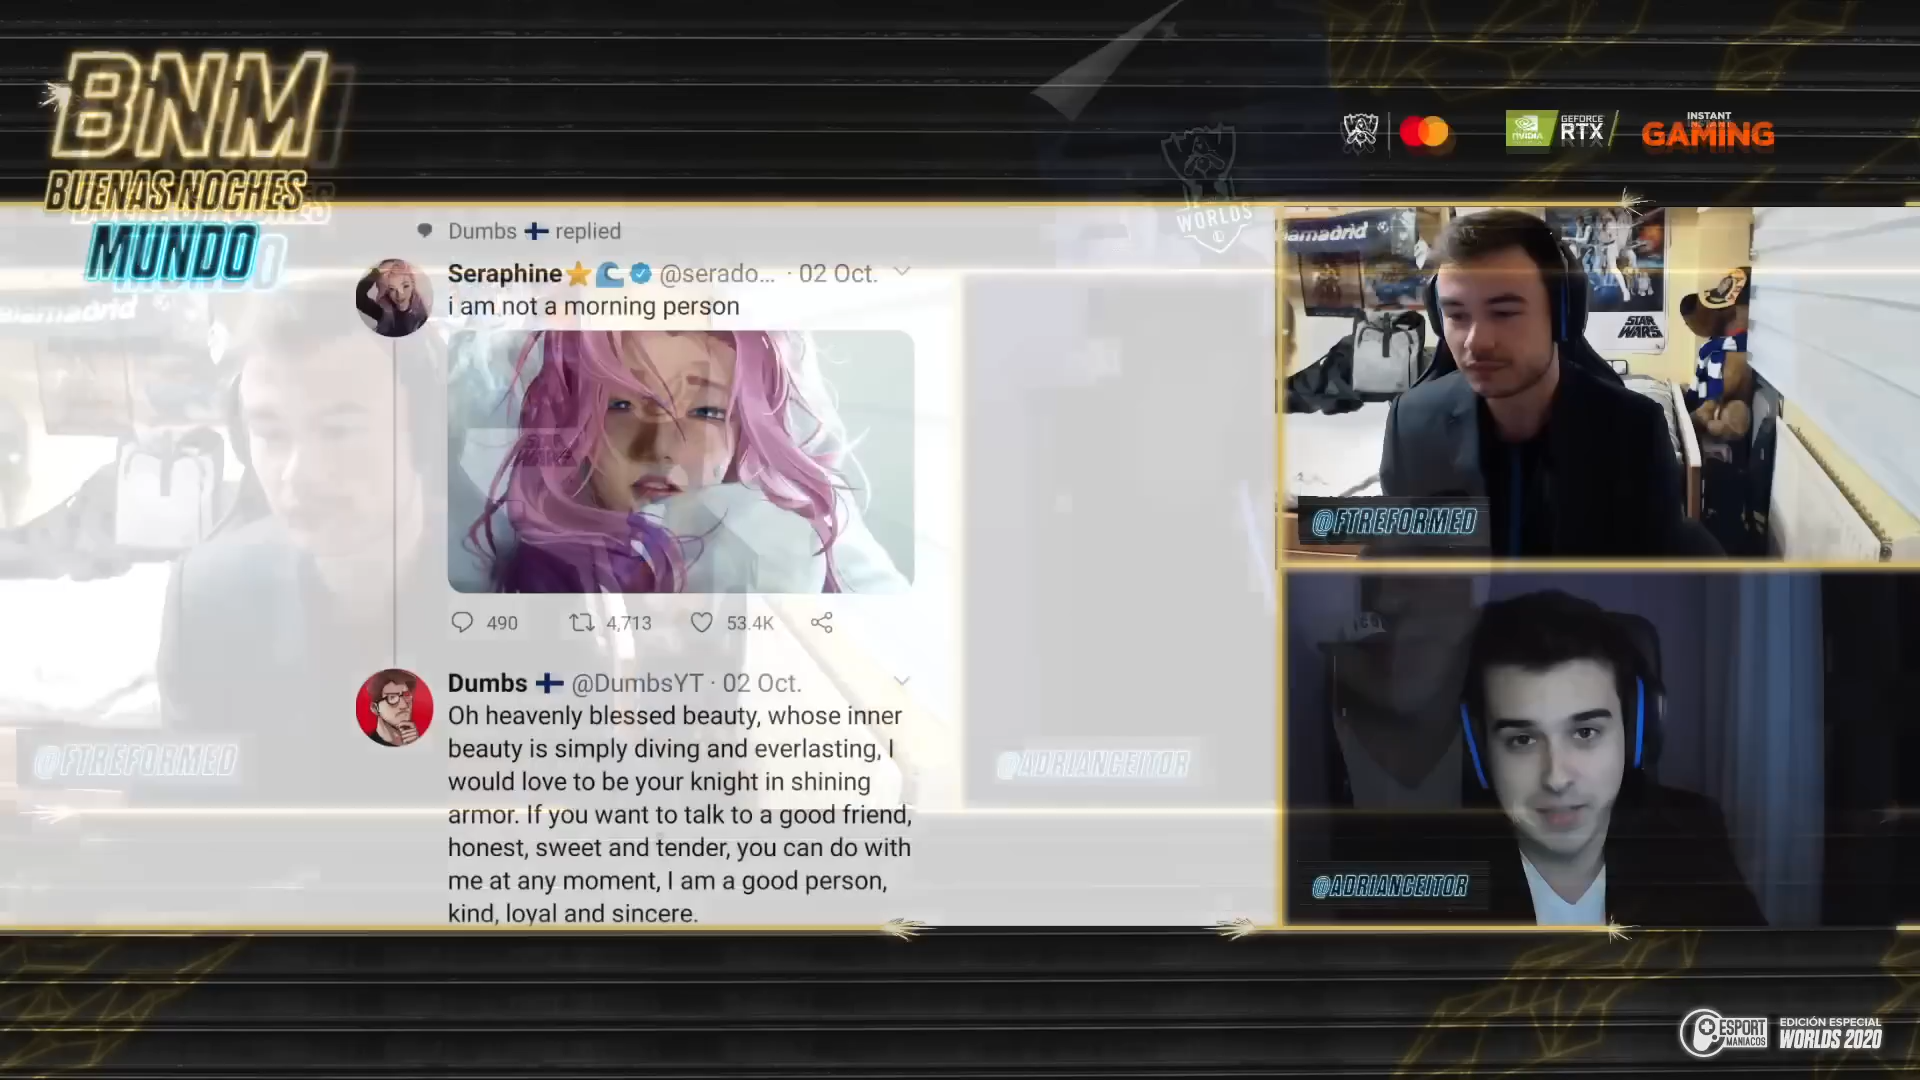 BNM
BUENAS NOCHES
MUNDO
WORLDS
NVIDIA
GEFORCE
RTX
INSTANT
GAMING
Dumbs replied
Seraphine @serado... · 02 Oct.
i am not a morning person
490 4,713 53.4K
Dumbs @DumbsYT · 02 Oct.
Oh heavenly blessed beauty, whose inner
beauty is simply diving and everlasting, I
would love to be your knight in shining
armor. If you want to talk to a good friend,
honest, sweet and tender, you can do with
me at any moment, I am a good person,
kind, loyal and sincere.
@FTREFORMED
@ADRIANCEITOR
amadrid
STAR
WARS
@FTREFORMED
@ADRIANCEITOR
ESPORT
MANIACOS
EDICIÓN ESPECIAL
WORLDS 2020